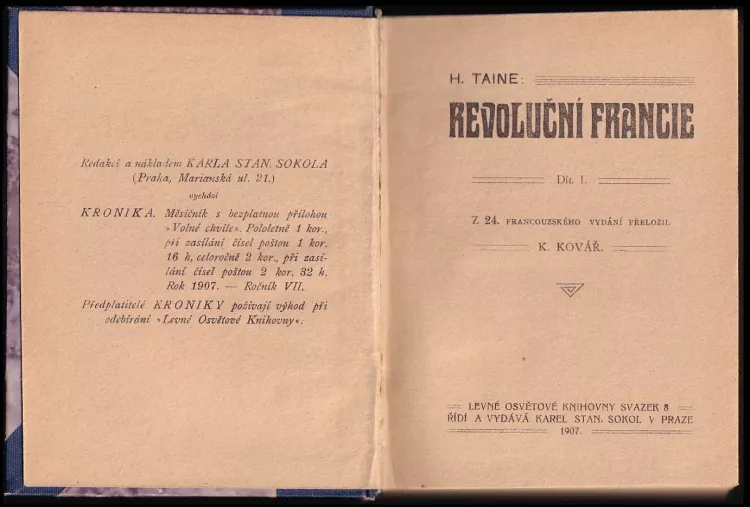 Redakcí a nákladem KARLA STAN. SOKOLA
(Praha, Marianská ul. 21.)
vychází
KRONIKA. Měsíčník s bezplatnou přílohou
»Volné chvíle«. Pololetně 1 kor.,
při zasílání čísel poštou 1 kor.
16 h, celoročně 2 kor., při zasí-
lání čísel poštou 2 kor. 32 h.
Rok 1907. — Ročník VII.
Předplatitelé KRONIKY požívají výhod při
odebírání »Levné Osvětové Knihovny«.
H. TAINE:
REVOLUČNÍ FRANCIE
DÍL I.
Z 24. FRANCOUZSKÉHO VYDÁNÍ PŘELOŽIL
K. KOVÁŘ.
LEVNÉ OSVĚTOVÉ KNIHOVNY SVAZEK 8
ŘÍDÍ A VYDÁVÁ KAREL STAN. SOKOL V PRAZE
1907.